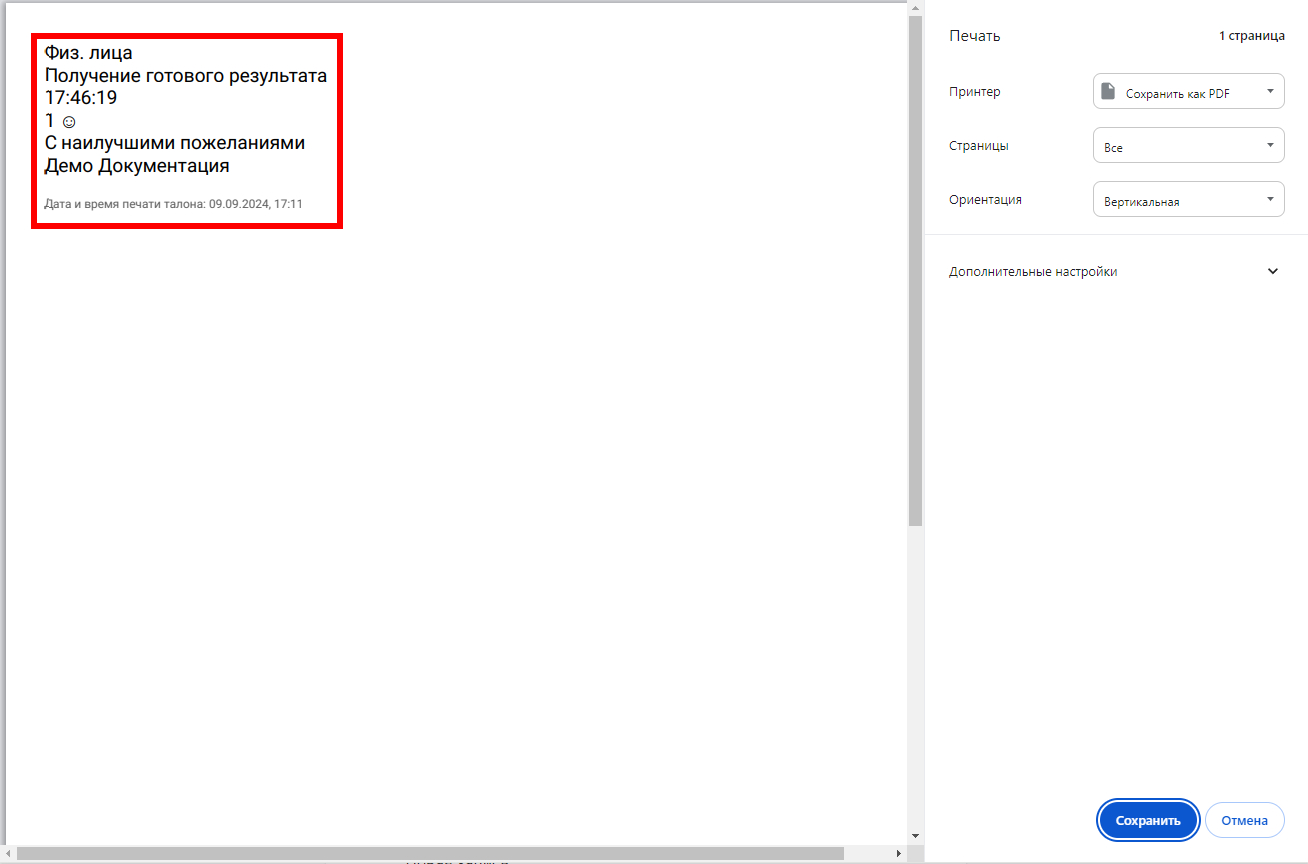 Физ. лица
Получение готового результата
17:46:19
1 ☺
С наилучшими пожеланиями
Демо Документация
Дата и время печати талона: 09.09.2024, 17:11
Печать
1 страница
Принтер
Сохранить как PDF
Страницы
Все
Ориентация
Вертикальная
Дополнительные настройки
Сохранить
Отмена